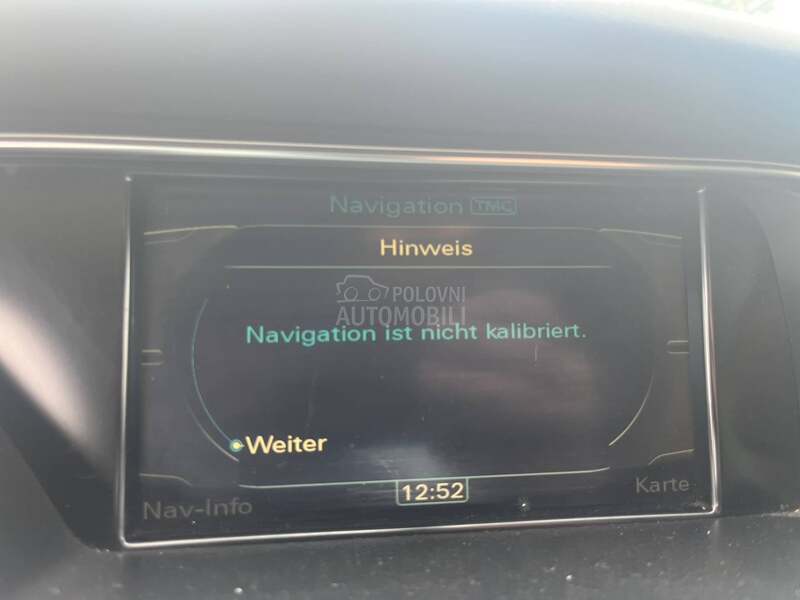 Navigation TMC
Hinweis
POLOVNI
AUTOMOBILI
Navigation ist nicht kalibriert.
Weiter
12:52
Nav-Info
Karte